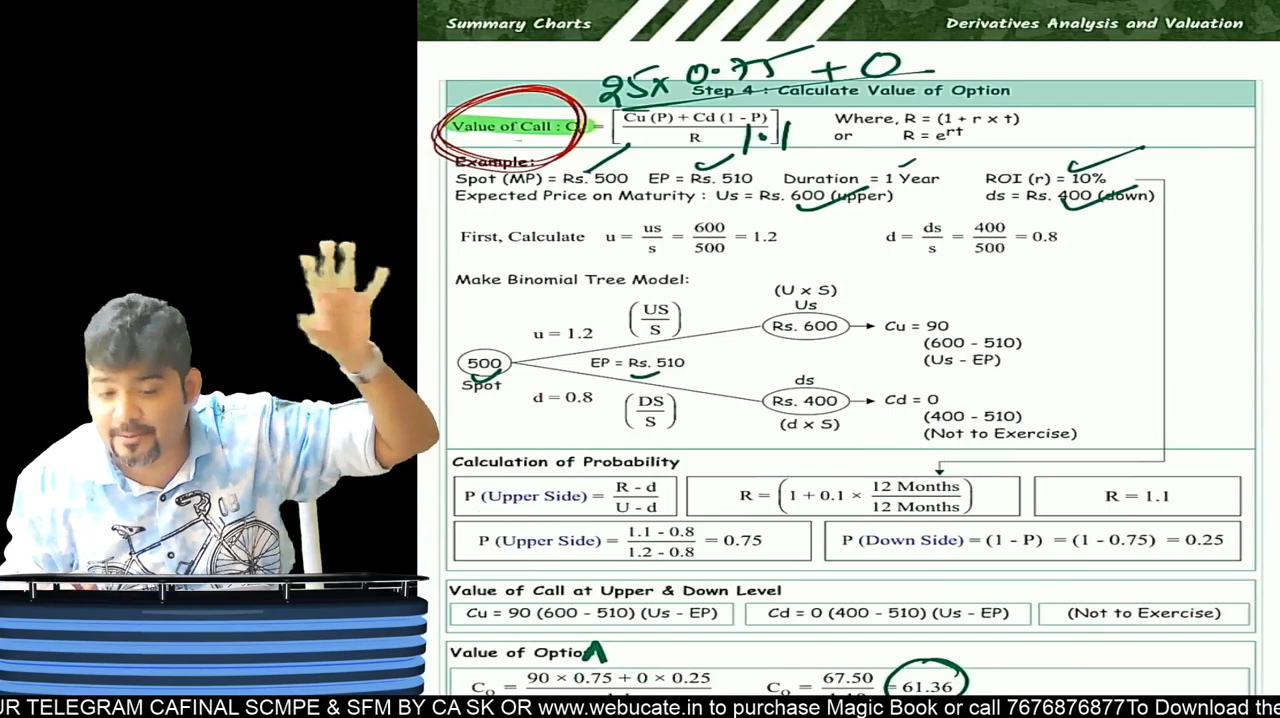 Summary Charts Derivatives Analysis and Valuation
25 x 0.75 + 0
Step 4 : Calculate Value of Option
Value of Call : C = [ Cu (P) + Cd (1 - P) / R ] Where, R = (1 + r x t)
1.1
or R = e^rt
Example:
Spot (MP) = Rs. 500 EP = Rs. 510 Duration = 1 Year ROI (r) = 10%
Expected Price on Maturity : Us = Rs. 600 (upper) ds = Rs. 400 (down)
First, Calculate u = us/s = 600/500 = 1.2 d = ds/s = 400/500 = 0.8
Make Binomial Tree Model:
(U x S)
Us
u = 1.2 (US/S) Rs. 600 Cu = 90
(600 - 510)
(Us - EP)
500 EP = Rs. 510
Spot
ds
d = 0.8 (DS/S) Rs. 400 Cd = 0
(d x S) (400 - 510)
(Not to Exercise)
Calculation of Probability
P (Upper Side) = R - d / U - d R = (1 + 0.1 × 12 Months / 12 Months) R = 1.1
P (Upper Side) = 1.1 - 0.8 / 1.2 - 0.8 = 0.75 P (Down Side) = (1 - P) = (1 - 0.75) = 0.25
Value of Call at Upper & Down Level
Cu = 90 (600 - 510) (Us - EP) Cd = 0 (400 - 510) (Us - EP) (Not to Exercise)
Value of Option
C₀ = 90 × 0.75 + 0 × 0.25 C₀ = 67.50 = 61.36
UR TELEGRAM CAFINAL SCMPE & SFM BY CA SK OR www.webucate.in to purchase Magic Book or call 7676876877To Download the